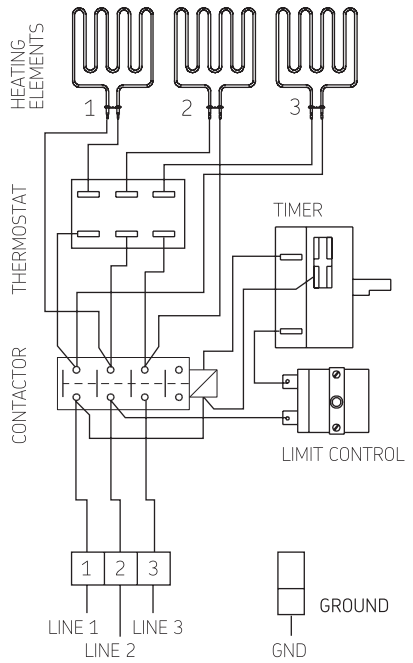 HEATING
ELEMENTS
1
2
3
THERMOSTAT
TIMER
CONTACTOR
LIMIT CONTROL
1 2 3
LINE 1
LINE 3
LINE 2
GROUND
GND